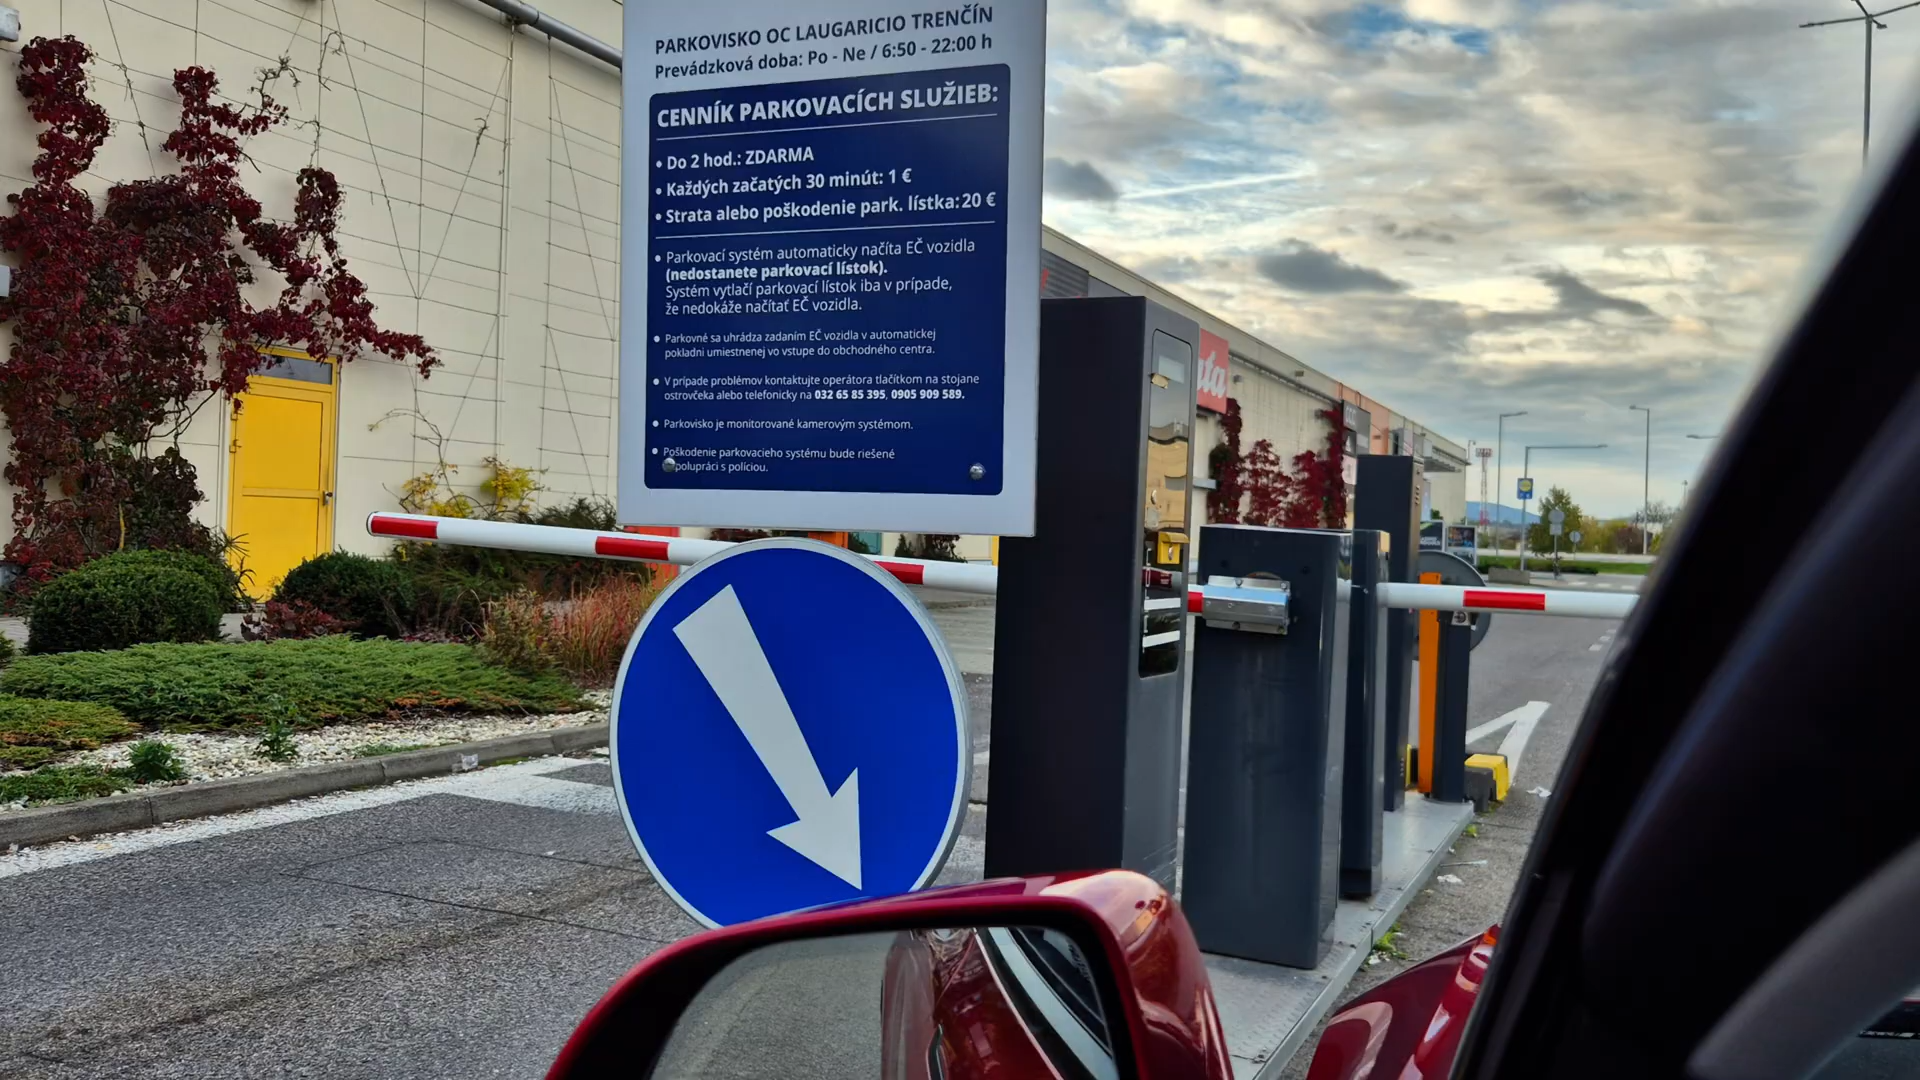 PARKOVISKO OC LAUGARICIO TRENČÍN
Prevádzková doba: Po - Ne / 6:50 - 22:00 h
CENNÍK PARKOVACÍCH SLUŽIEB:
• Do 2 hod.: ZDARMA
• Každých začatých 30 minút: 1 €
• Strata alebo poškodenie park. lístka: 20 €
• Parkovací systém automaticky načíta EČ vozidla
(nedostanete parkovací lístok).
Systém vytlačí parkovací lístok iba v prípade,
že nedokáže načítať EČ vozidla.
• Parkovné sa uhrádza zadaním EČ vozidla v automatickej
pokladni umiestnenej vo vstupe do obchodného centra.
• V prípade problémov kontaktujte operátora tlačítkom na stojane
ostrovčeka alebo telefonicky na 032 65 85 395, 0905 909 589.
• Parkovisko je monitorované kamerovým systémom.
• Poškodenie parkovacieho systému bude riešené
polupráci s políciou.